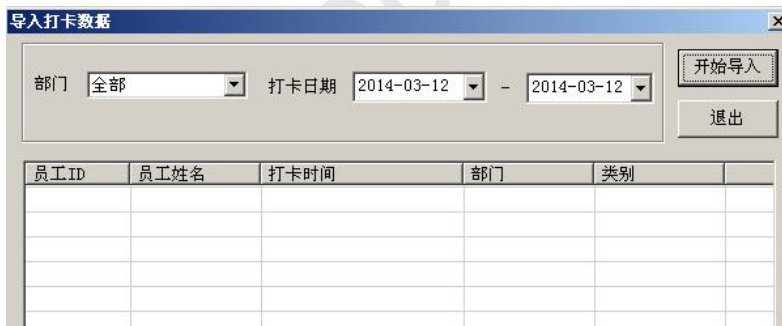 导入打卡数据
部门 全部 打卡日期 2014-03-12 - 2014-03-12 开始导入
退出
员工ID 员工姓名 打卡时间 部门 类别